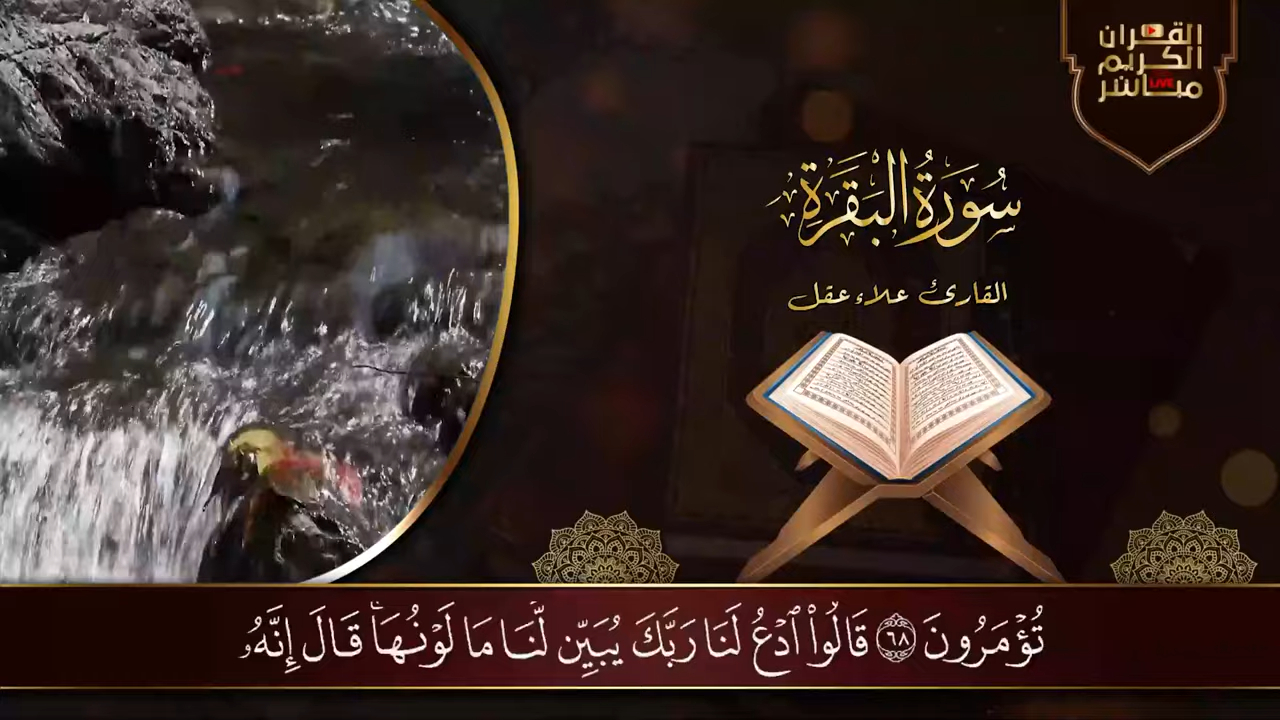 القرآن
الكريم
مباشر
LIVE
سُورَةُ البَقَرَةِ
القارئ علاء عقل
تُؤۡمَرُونَ ٦٨ قَالُواْ ٱدۡعُ لَنَا رَبَّكَ يُبَيِّن لَّنَا مَا لَوۡنُهَاۚ قَالَ إِنَّهُۥ